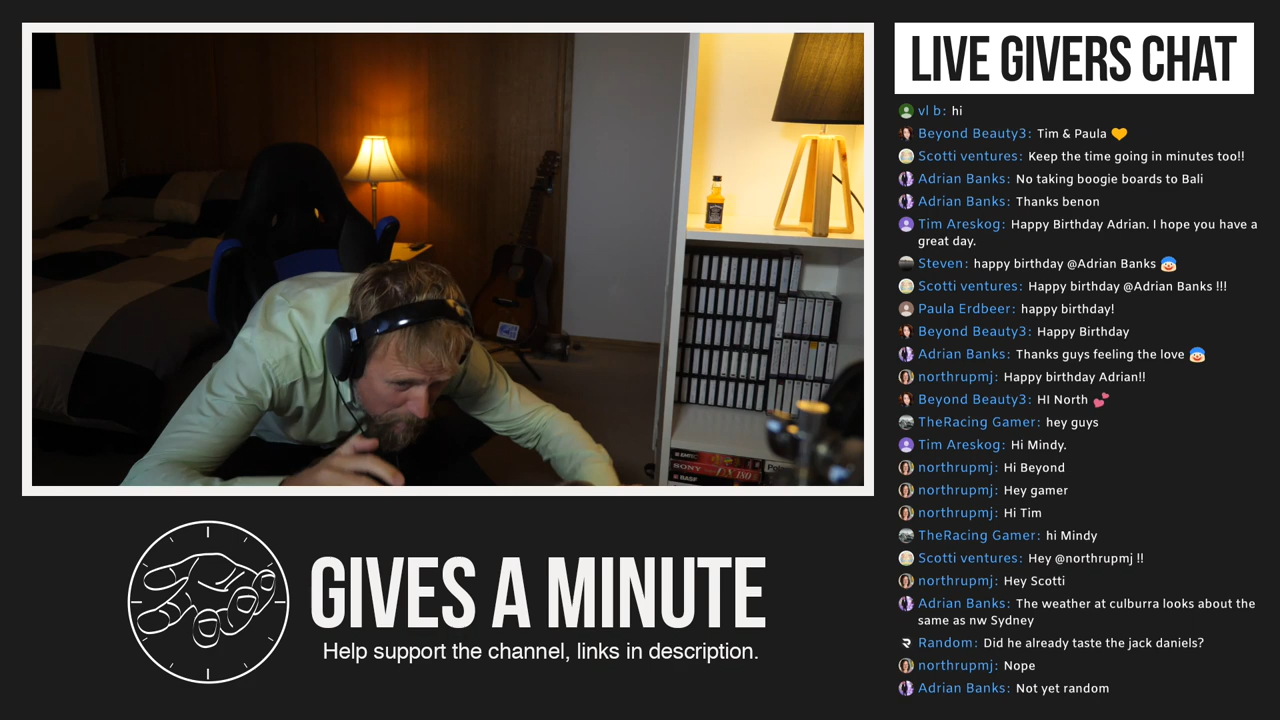 LIVE GIVERS CHAT
vl b: hi
Beyond Beauty3: Tim & Paula 🧡
Scotti ventures: Keep the time going in minutes too!!
Adrian Banks: No taking boogie boards to Bali
Adrian Banks: Thanks benon
Tim Areskog: Happy Birthday Adrian. I hope you have a
great day.
Steven: happy birthday @Adrian Banks 🤡
Scotti ventures: Happy birthday @Adrian Banks !!!
Paula Erdbeer: happy birthday!
Beyond Beauty3: Happy Birthday
Adrian Banks: Thanks guys feeling the love 🤡
northrupmj: Happy birthday Adrian!!
Beyond Beauty3: HI North 💕
TheRacing Gamer: hey guys
Tim Areskog: Hi Mindy.
northrupmj: Hi Beyond
northrupmj: Hey gamer
northrupmj: Hi Tim
TheRacing Gamer: hi Mindy
Scotti ventures: Hey @northrupmj !!
northrupmj: Hey Scotti
Adrian Banks: The weather at culburra looks about the
same as nw Sydney
Random: Did he already taste the jack daniels?
northrupmj: Nope
Adrian Banks: Not yet random
SONY
BASF
GIVES A MINUTE
Help support the channel, links in description.